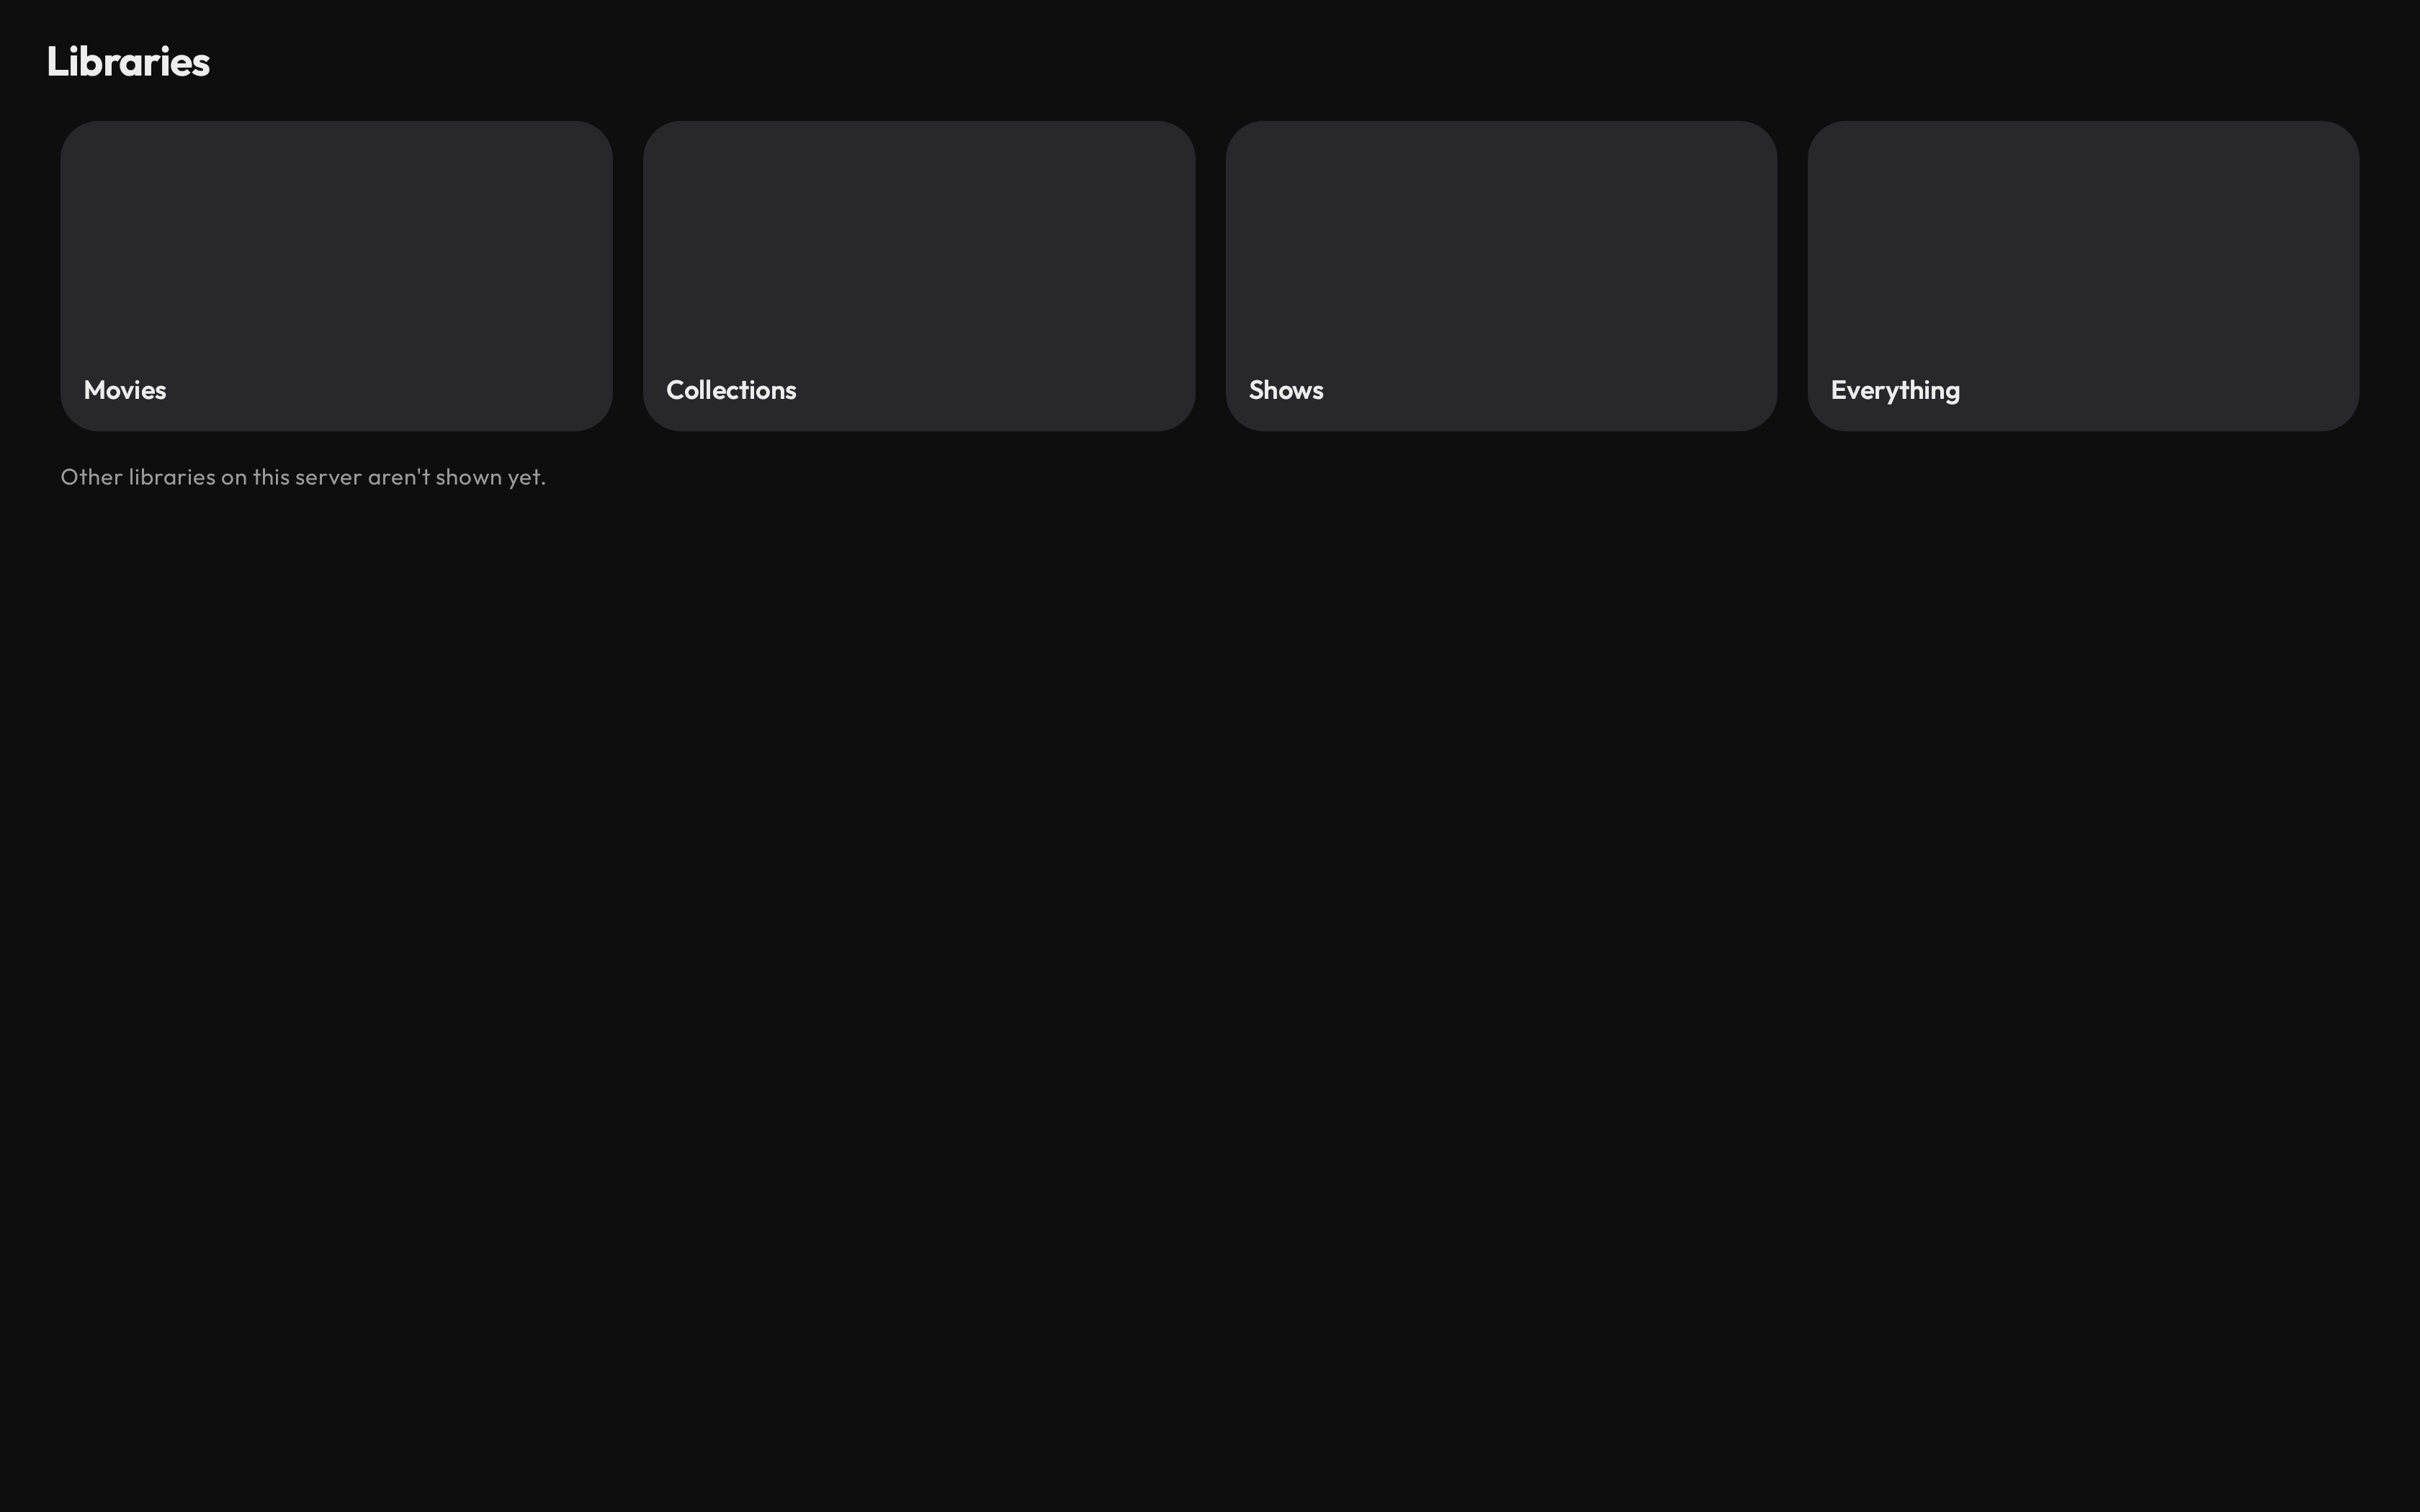 Libraries
Movies
Collections
Shows
Everything
Other libraries on this server aren't shown yet.